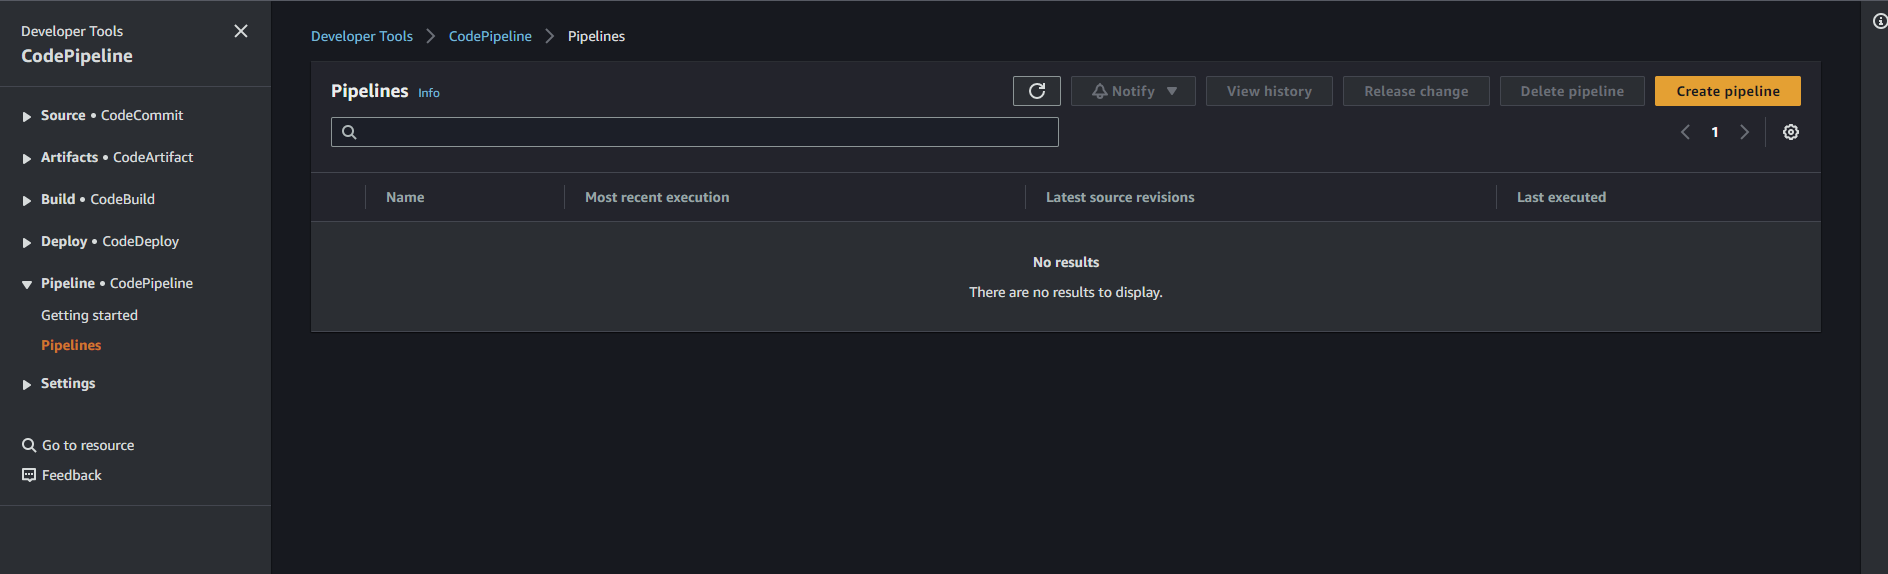 Developer Tools
CodePipeline
Source • CodeCommit
Artifacts • CodeArtifact
Build • CodeBuild
Deploy • CodeDeploy
Pipeline • CodePipeline
Getting started
Pipelines
Settings
Go to resource
Feedback
Developer Tools > CodePipeline > Pipelines
Pipelines Info
Notify View history Release change Delete pipeline Create pipeline
1
Name Most recent execution Latest source revisions Last executed
No results
There are no results to display.